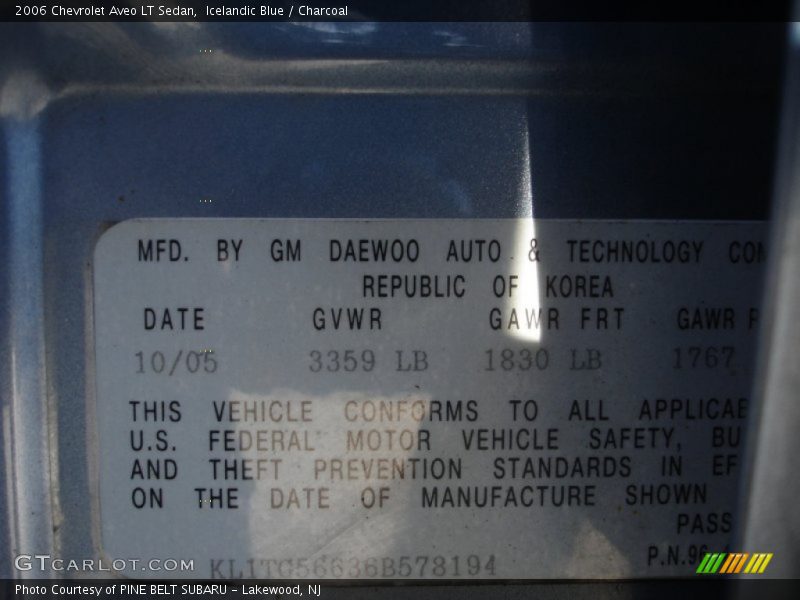 2006 Chevrolet Aveo LT Sedan,  Icelandic Blue / Charcoal
MFD. BY GM DAEWOO AUTO & TECHNOLOGY
REPUBLIC OF KOREA
DATE GVWR GAWR FRT GAWR
10/05 3359 LB 1830 LB 1767
THIS VEHICLE CONFORMS TO ALL
U.S. FEDERAL MOTOR VEHICLE SAFETY,
AND THEFT PREVENTION STANDARDS IN
ON THE DATE OF MANUFACTURE SHOWN
PASS
P.N.96
KL1TG56636B578194
GTCARLOT.COM
Photo Courtesy of PINE BELT SUBARU - Lakewood, NJ